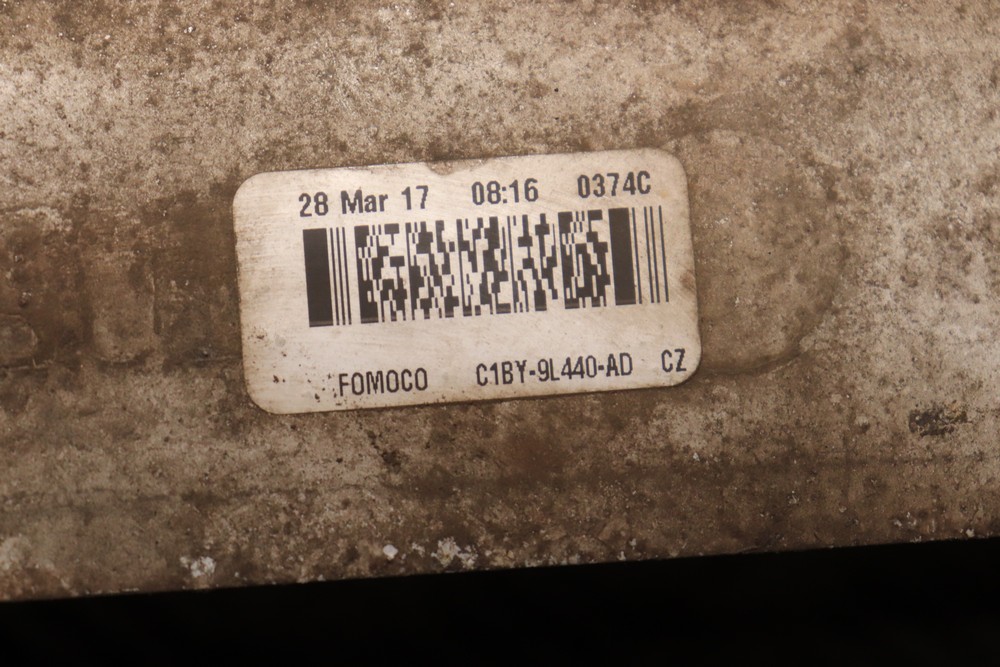 28 Mar 17 08:16 0374C
FOMOCO C1BY-9L440-AD CZ